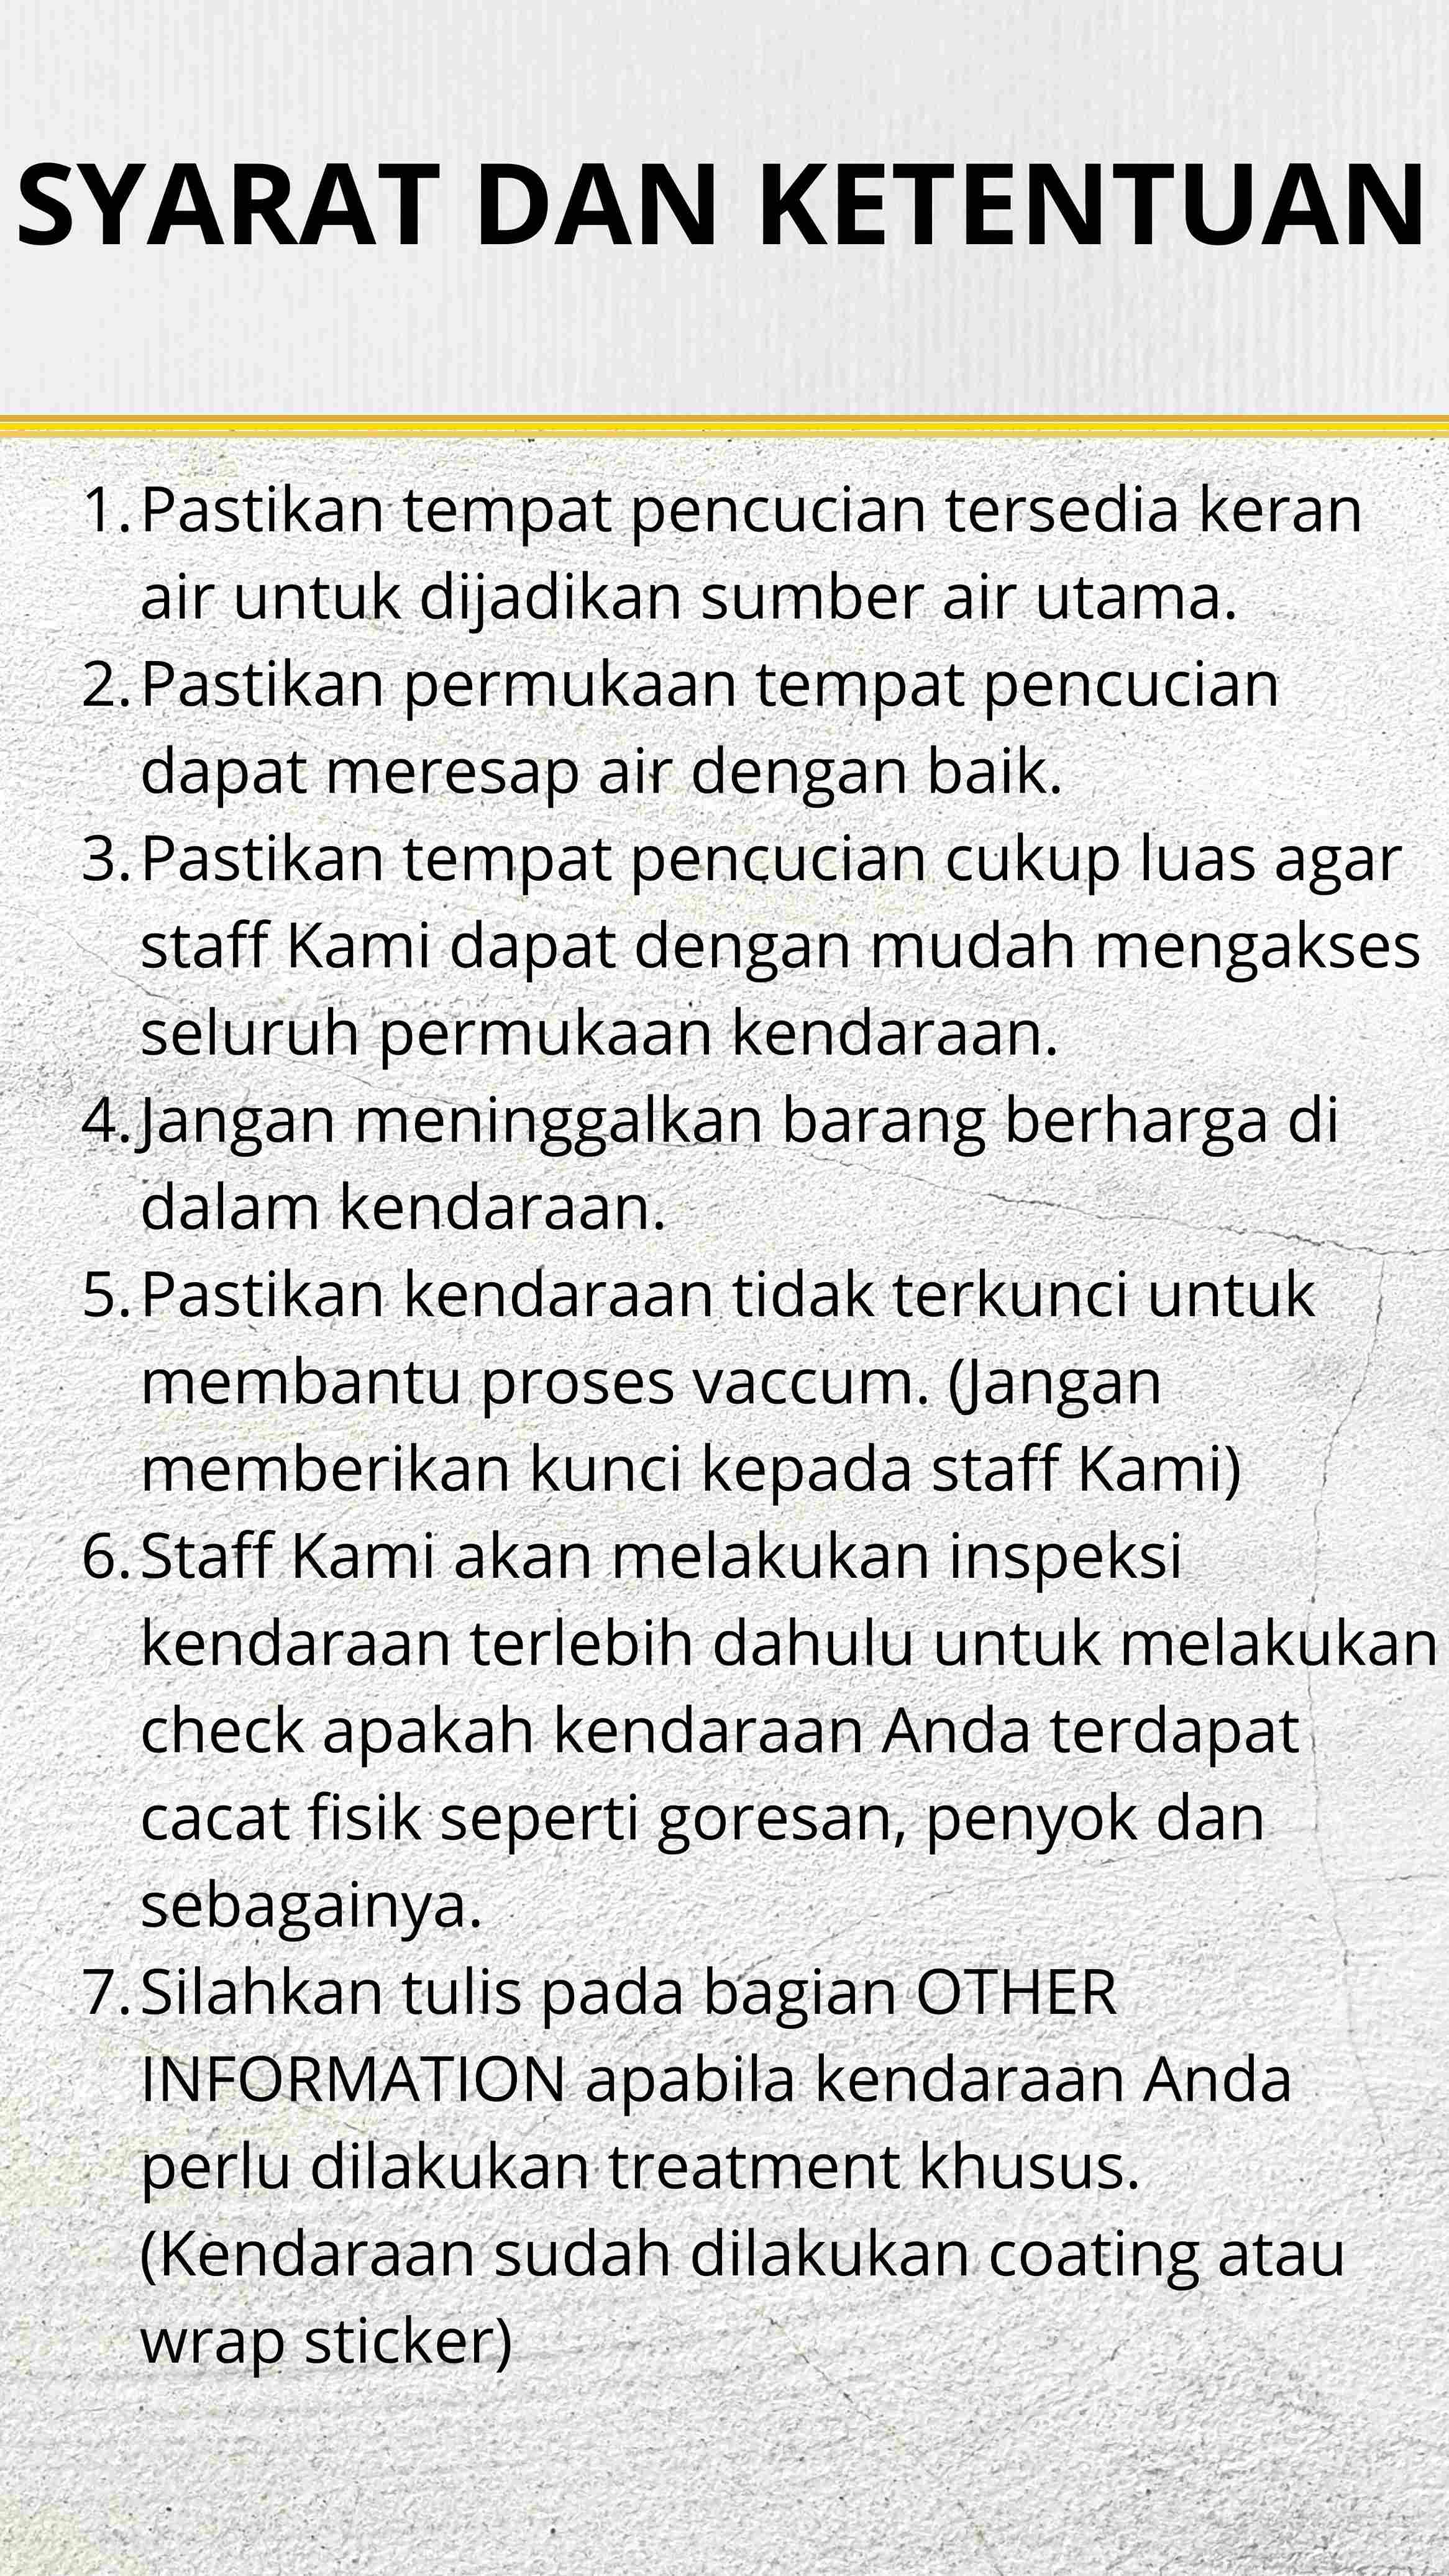 SYARAT DAN KETENTUAN
1. Pastikan tempat pencucian tersedia keran
air untuk dijadikan sumber air utama.
2. Pastikan permukaan tempat pencucian
dapat meresap air dengan baik.
3. Pastikan tempat pencucian cukup luas agar
staff Kami dapat dengan mudah mengakses
seluruh permukaan kendaraan.
4. Jangan meninggalkan barang berharga di
dalam kendaraan.
5. Pastikan kendaraan tidak terkunci untuk
membantu proses vaccum. (Jangan
memberikan kunci kepada staff Kami)
6. Staff Kami akan melakukan inspeksi
kendaraan terlebih dahulu untuk melakukan
check apakah kendaraan Anda terdapat
cacat fisik seperti goresan, penyok dan
sebagainya.
7. Silahkan tulis pada bagian OTHER
INFORMATION apabila kendaraan Anda
perlu dilakukan treatment khusus.
(Kendaraan sudah dilakukan coating atau
wrap sticker)